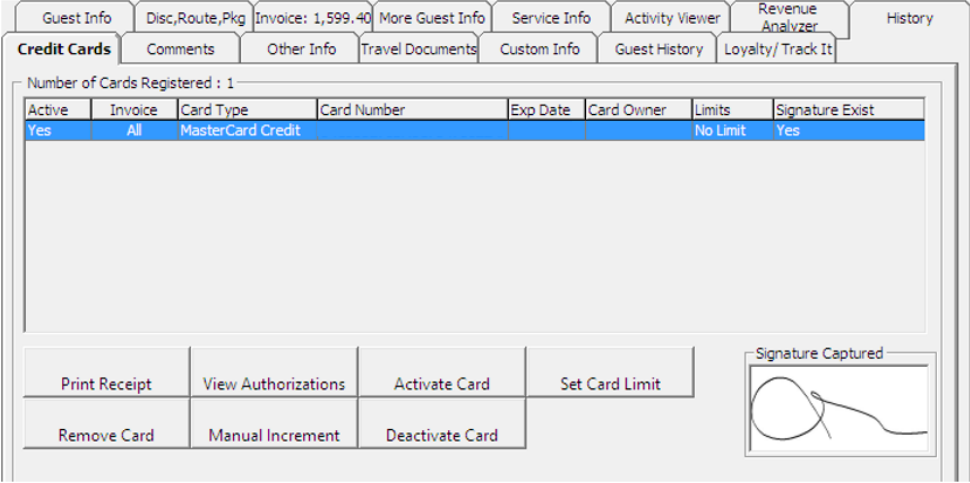 Guest Info Disc,Route,Pkg Invoice: 1,599.40 More Guest Info Service Info Activity Viewer Revenue Analyzer History
Credit Cards Comments Other Info Travel Documents Custom Info Guest History Loyalty/ Track It
Number of Cards Registered : 1
Active Invoice Card Type Card Number Exp Date Card Owner Limits Signature Exist
Yes All MasterCard Credit No Limit Yes
Signature Captured
Print Receipt View Authorizations Activate Card Set Card Limit
Remove Card Manual Increment Deactivate Card